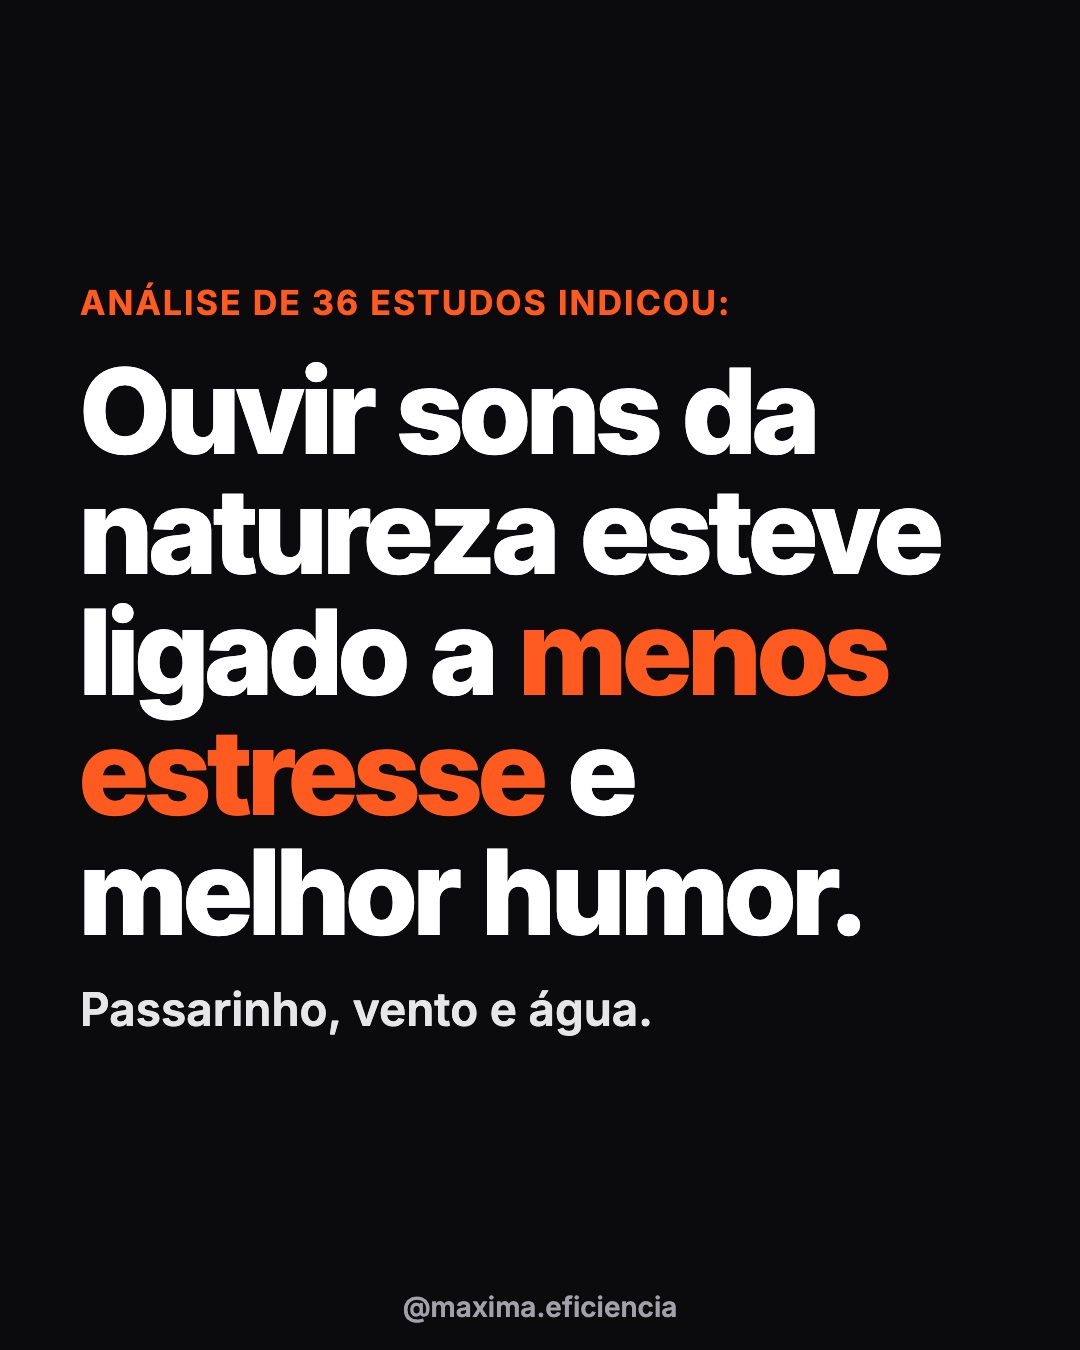 ANÁLISE DE 36 ESTUDOS INDICOU:
Ouvir sons da
natureza esteve
ligado a menos
estresse e
melhor humor.
Passarinho, vento e água.
@maxima.eficiencia